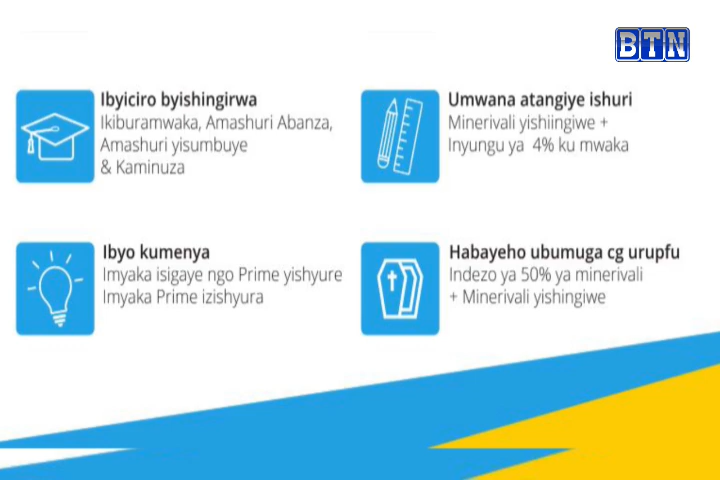 BTN
Ibyiciro byishingirwa
Ikiburamwaka, Amashuri Abanza,
Amashuri yisumbuye
& Kaminuza
Umwana atangiye ishuri
Minerivali yishiingiwe +
Inyungu ya 4% ku mwaka
Ibyo kumenya
Imyaka isigaye ngo Prime yishyure
Imyaka Prime izishyura
Habayeho ubumuga cg urupfu
Indezo ya 50% ya minerivali
+ Minerivali yishingiwe